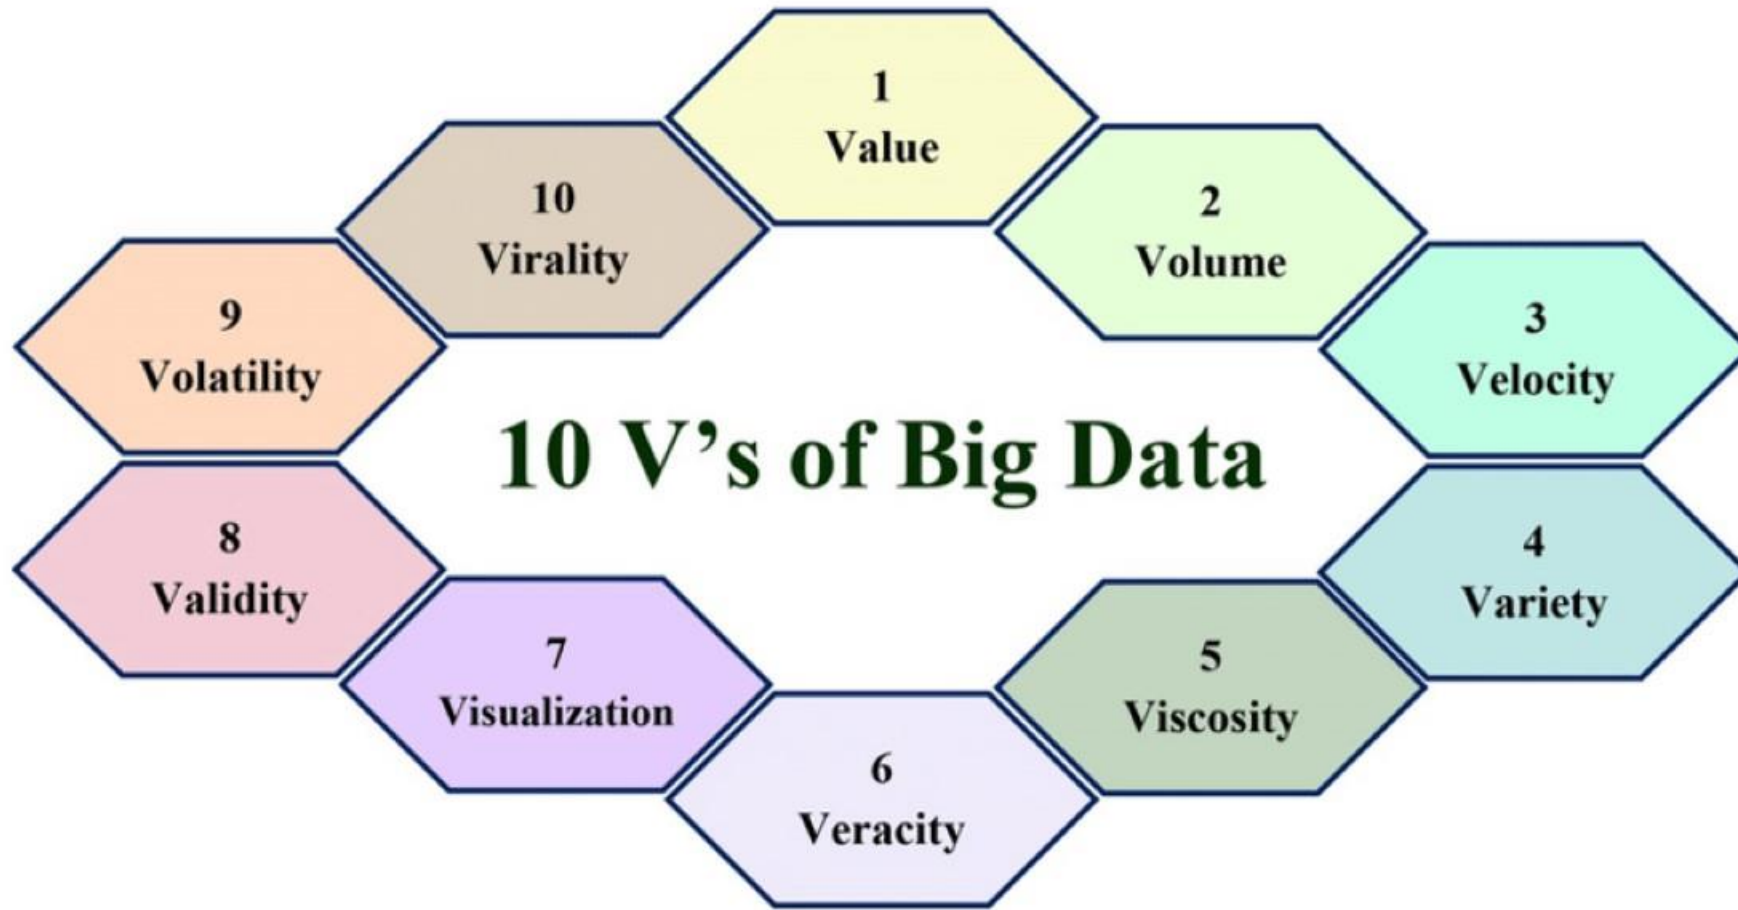 1
Value
2
Volume
3
Velocity
4
Variety
5
Viscosity
6
Veracity
7
Visualization
8
Validity
9
Volatility
10
Virality
10 V’s of Big Data